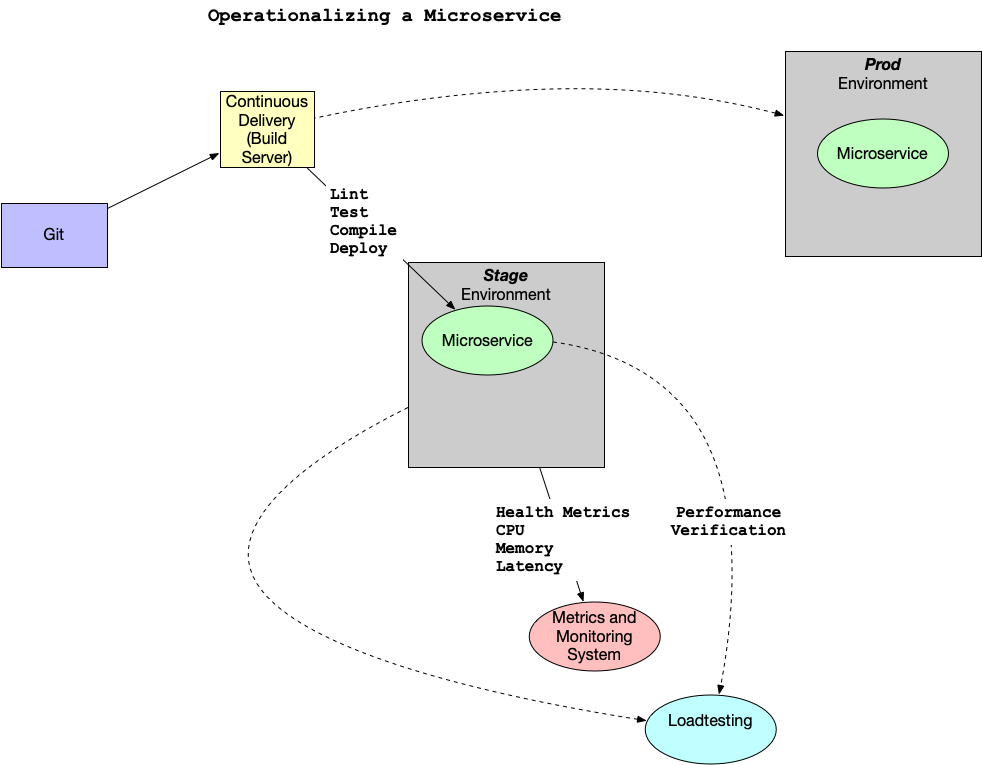 Operationalizing a Microservice
Prod
Environment
Microservice
Continuous
Delivery
(Build
Server)
Git
Lint
Test
Compile
Deploy
Stage
Environment
Microservice
Health Metrics
CPU
Memory
Latency
Performance
Verification
Metrics and
Monitoring
System
Loadtesting